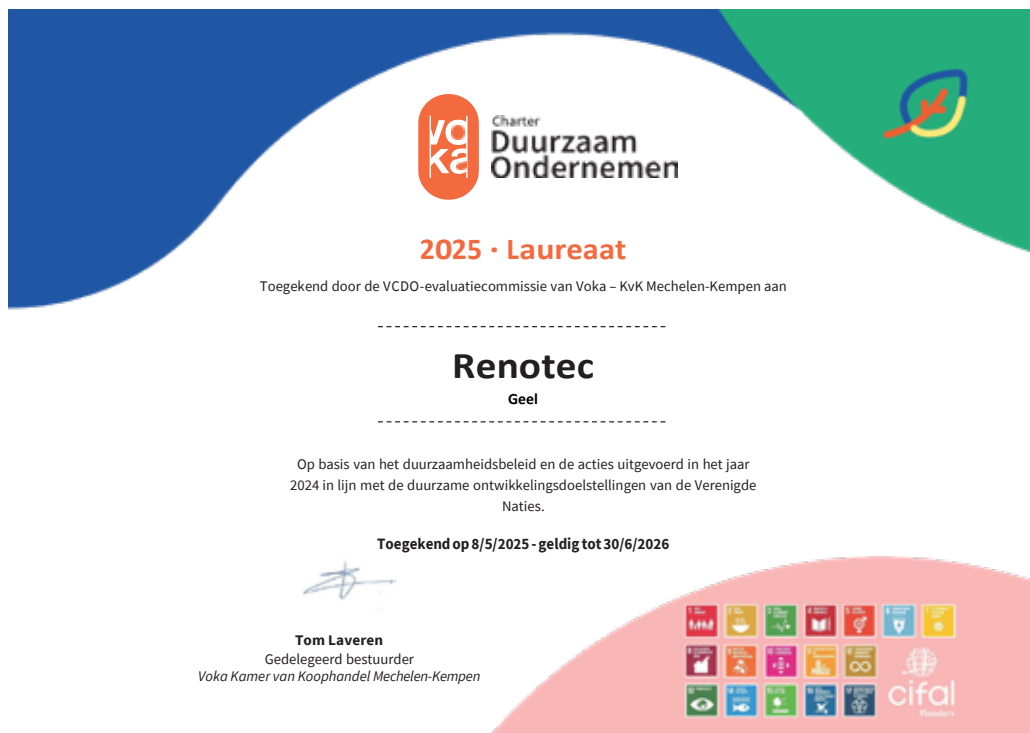 voka
Charter
Duurzaam
Ondernemen
2025 · Laureaat
Toegekend door de VCDO-evaluatiecommissie van Voka – KvK Mechelen-Kempen aan
Renotec
Geel
Op basis van het duurzaamheidsbeleid en de acties uitgevoerd in het jaar
2024 in lijn met de duurzame ontwikkelingsdoelstellingen van de Verenigde
Naties.
Toegekend op 8/5/2025 - geldig tot 30/6/2026
Tom Laveren
Gedelegeerd bestuurder
Voka Kamer van Koophandel Mechelen-Kempen
cifal
flanders